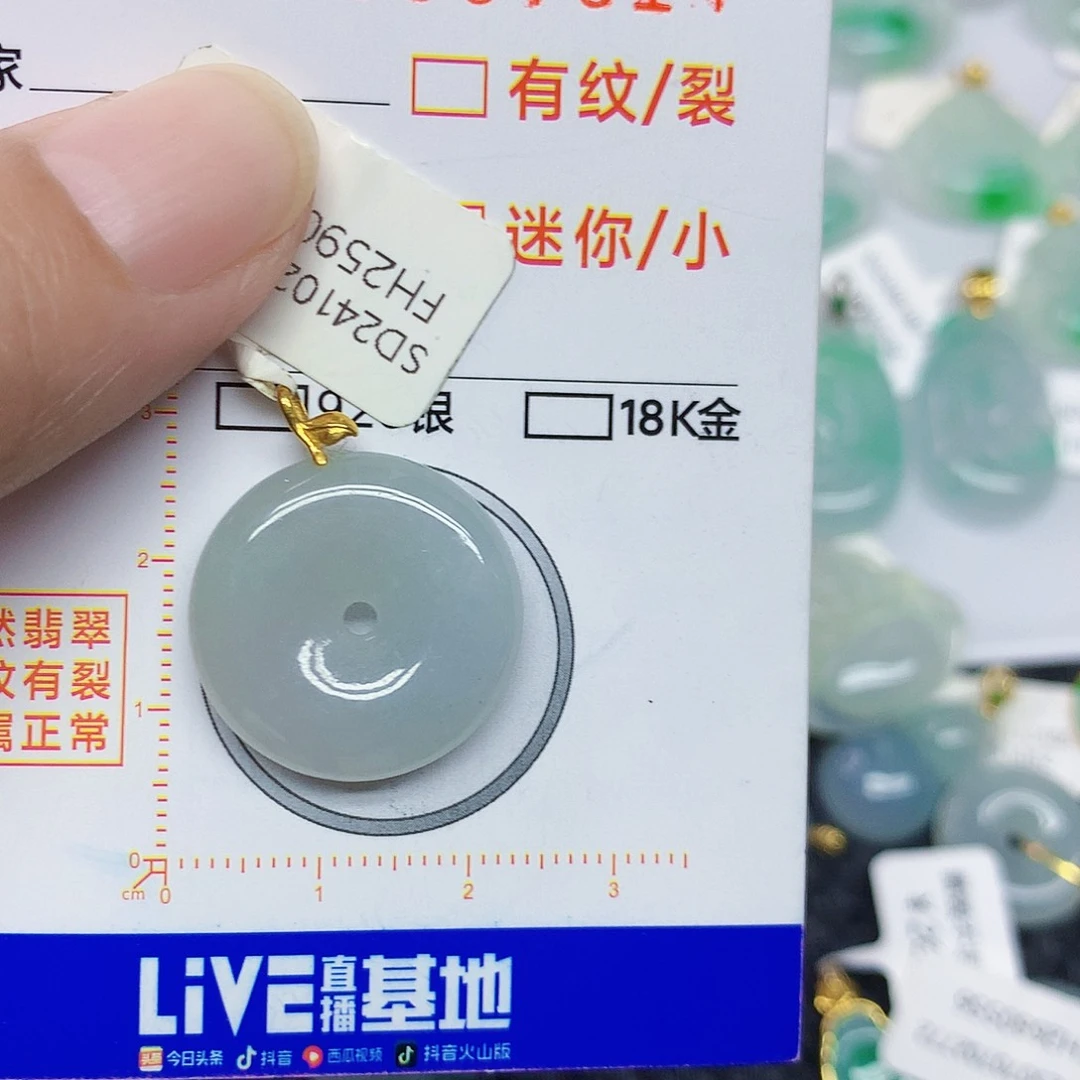 家
有纹/裂
迷你/小
SD24102
FH2590
银
18K金
3
2
然翡翠
纹有裂
属正常
1
0
cm 0 1 2 3
LiVE直播基地
今日头条 抖音 西瓜视频 抖音火山版